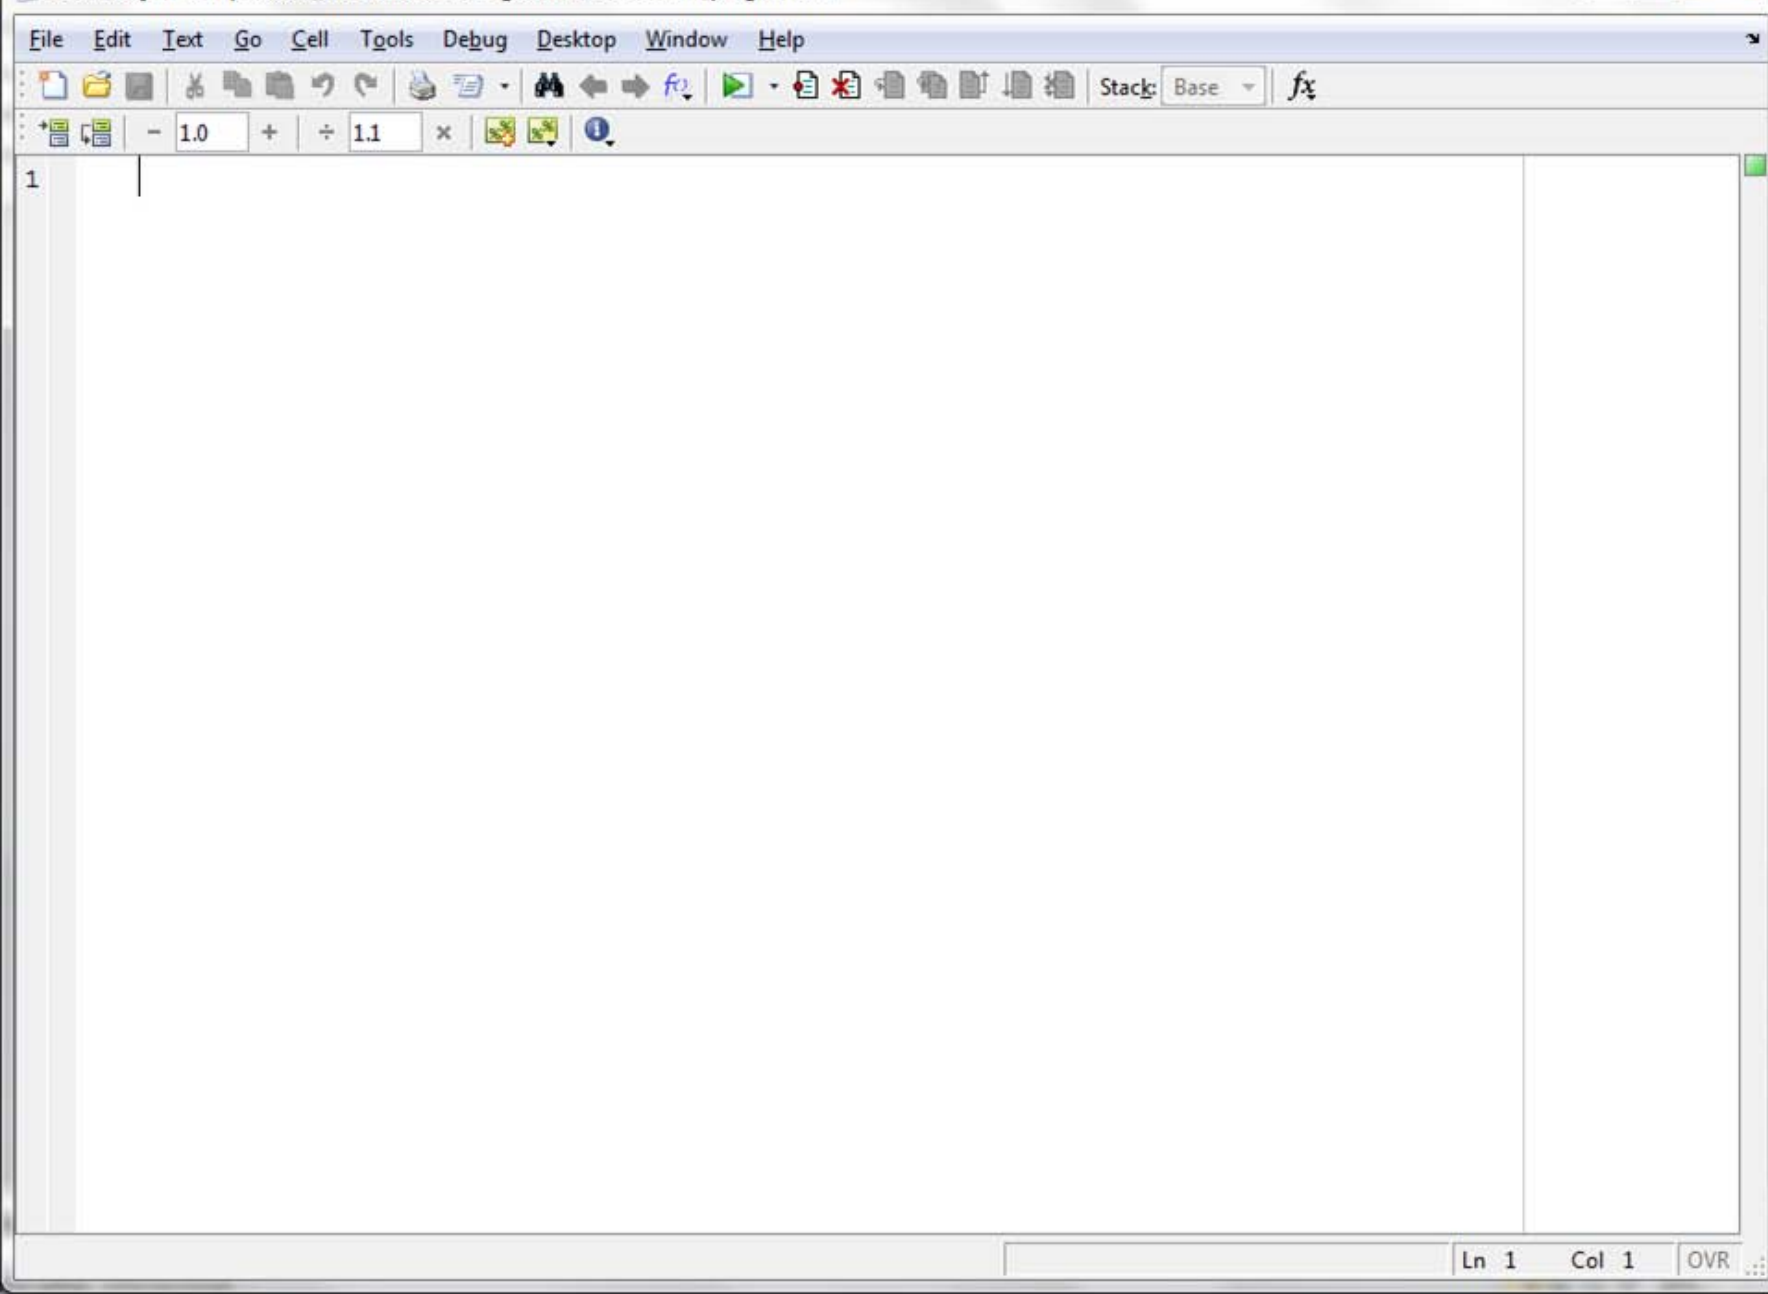 File Edit Text Go Cell Tools Debug Desktop Window Help
Stack: Base fx
− 1.0 + ÷ 1.1 ×
1
Ln 1 Col 1 OVR